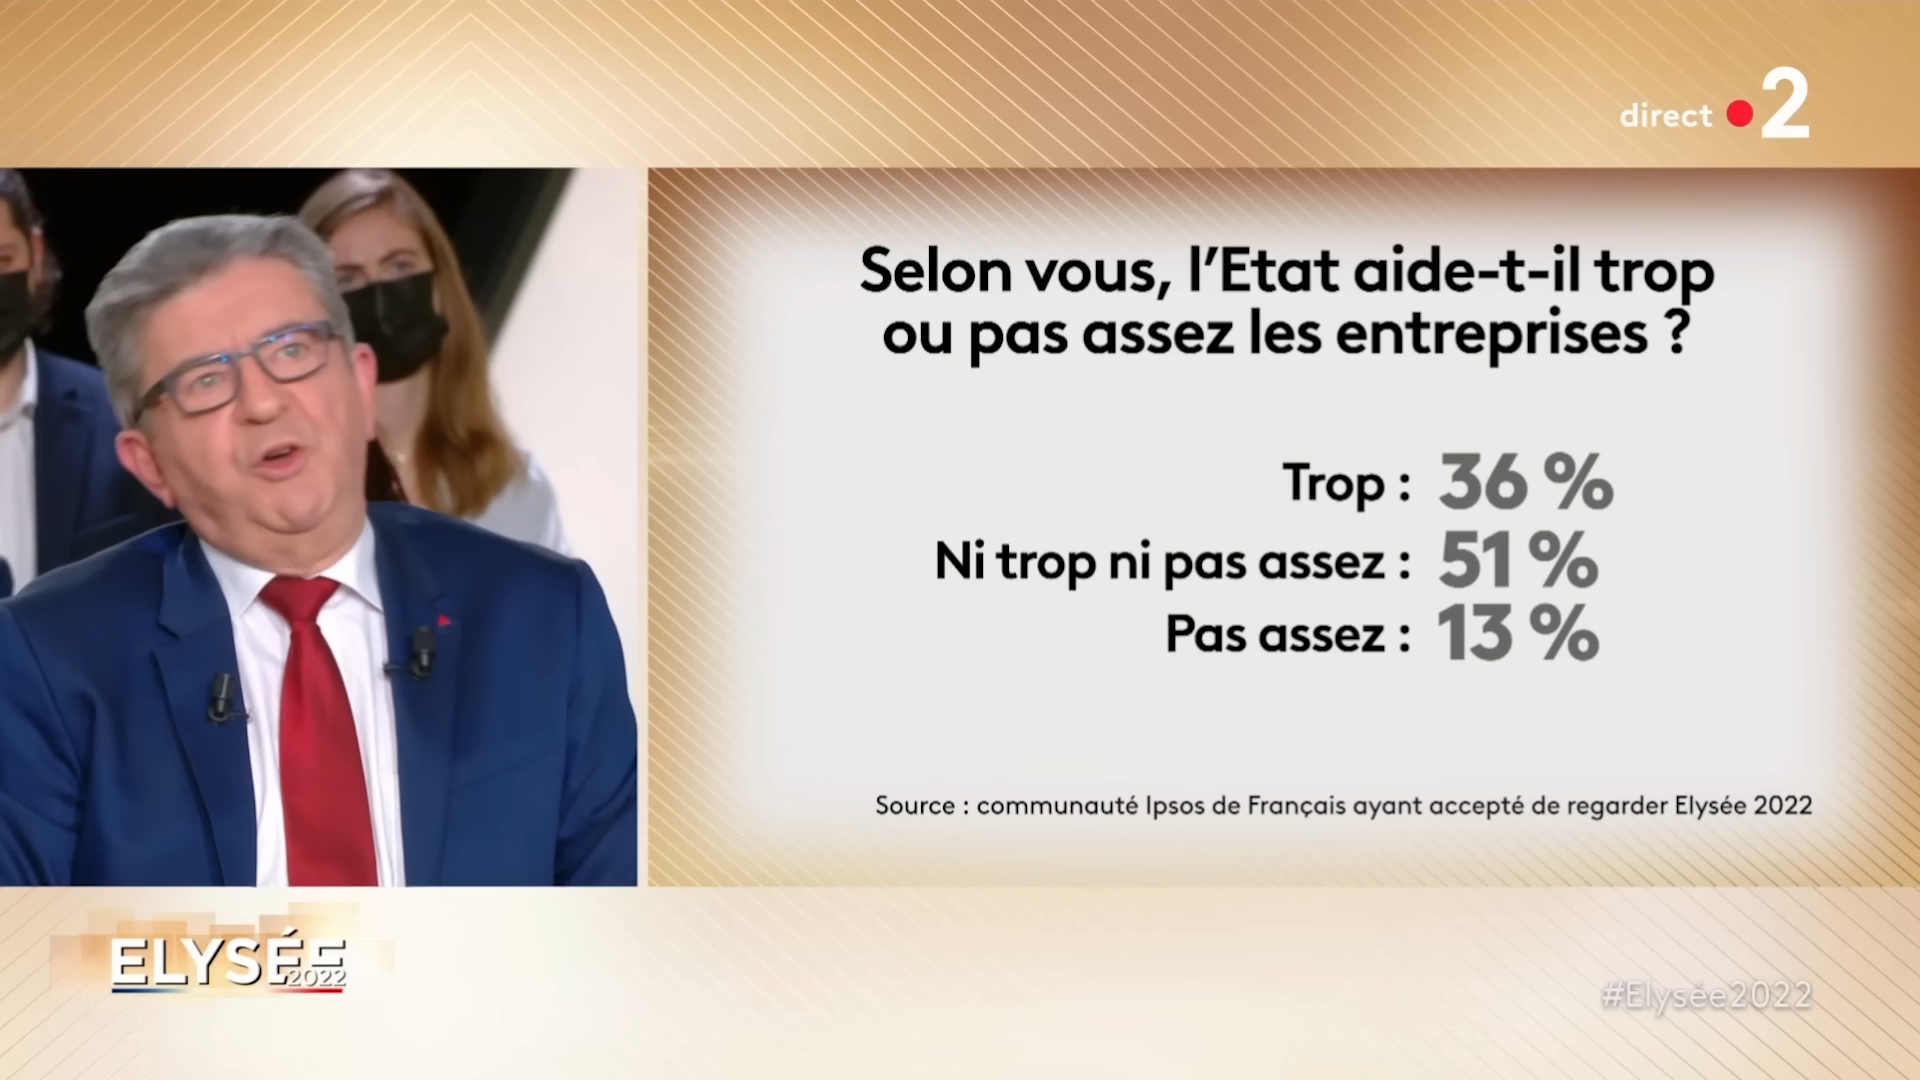 direct 2
Selon vous, l'Etat aide-t-il trop
ou pas assez les entreprises ?
Trop : 36 %
Ni trop ni pas assez : 51 %
Pas assez : 13 %
Source : communauté Ipsos de Français ayant accepté de regarder Elysée 2022
ELYSÉE
2022
#Elysée2022